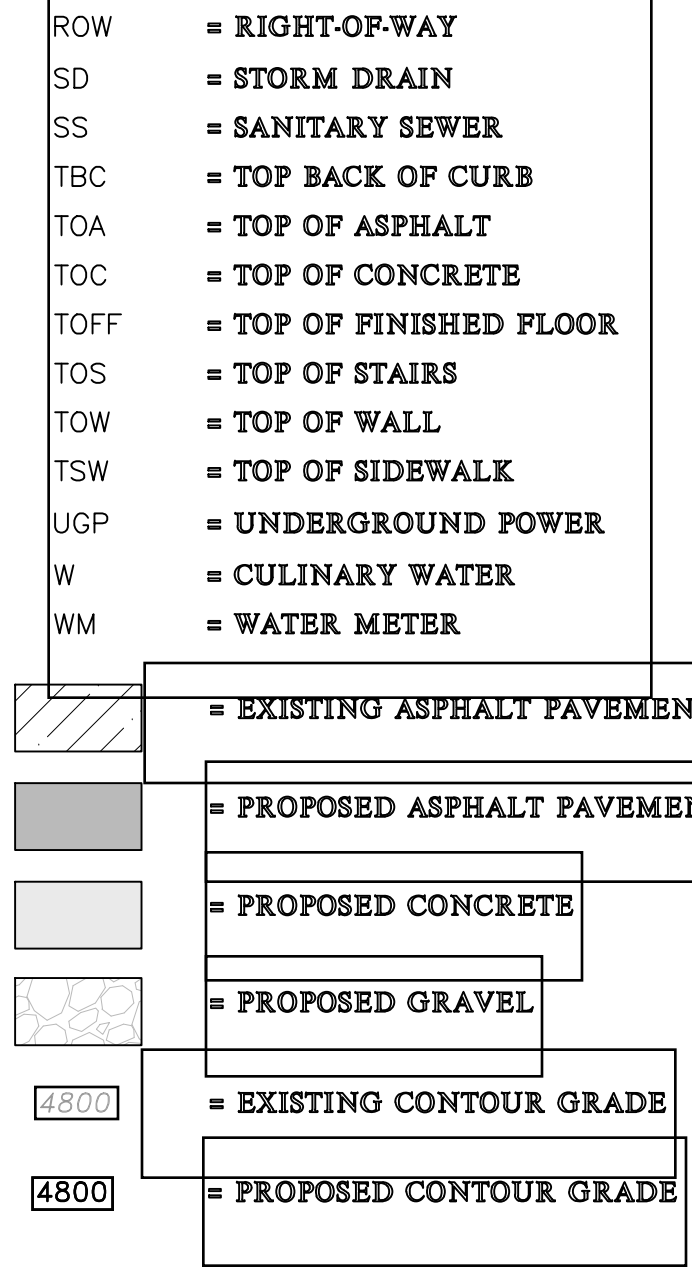 ROW = RIGHT-OF-WAY
SD = STORM DRAIN
SS = SANITARY SEWER
TBC = TOP BACK OF CURB
TOA = TOP OF ASPHALT
TOC = TOP OF CONCRETE
TOFF = TOP OF FINISHED FLOOR
TOS = TOP OF STAIRS
TOW = TOP OF WALL
TSW = TOP OF SIDEWALK
UGP = UNDERGROUND POWER
W = CULINARY WATER
WM = WATER METER
= EXISTING ASPHALT PAVEMEN
= PROPOSED ASPHALT PAVEMEN
= PROPOSED CONCRETE
= PROPOSED GRAVEL
4800 = EXISTING CONTOUR GRADE
4800 = PROPOSED CONTOUR GRADE